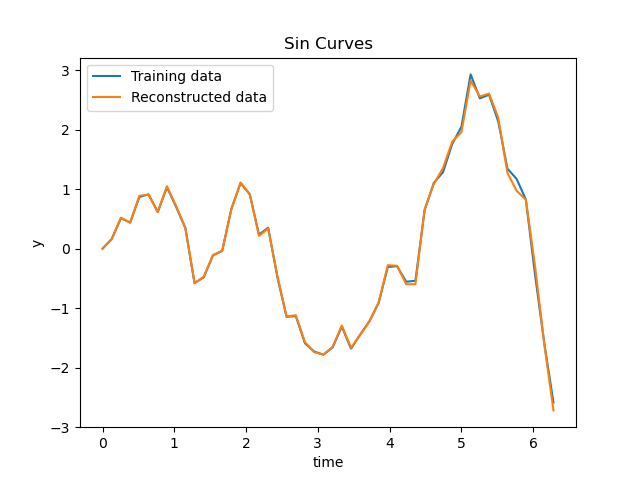 Sin Curves
Training data
Reconstructed data
3
2
1
0
−1
−2
−3
y
0 1 2 3 4 5 6
time